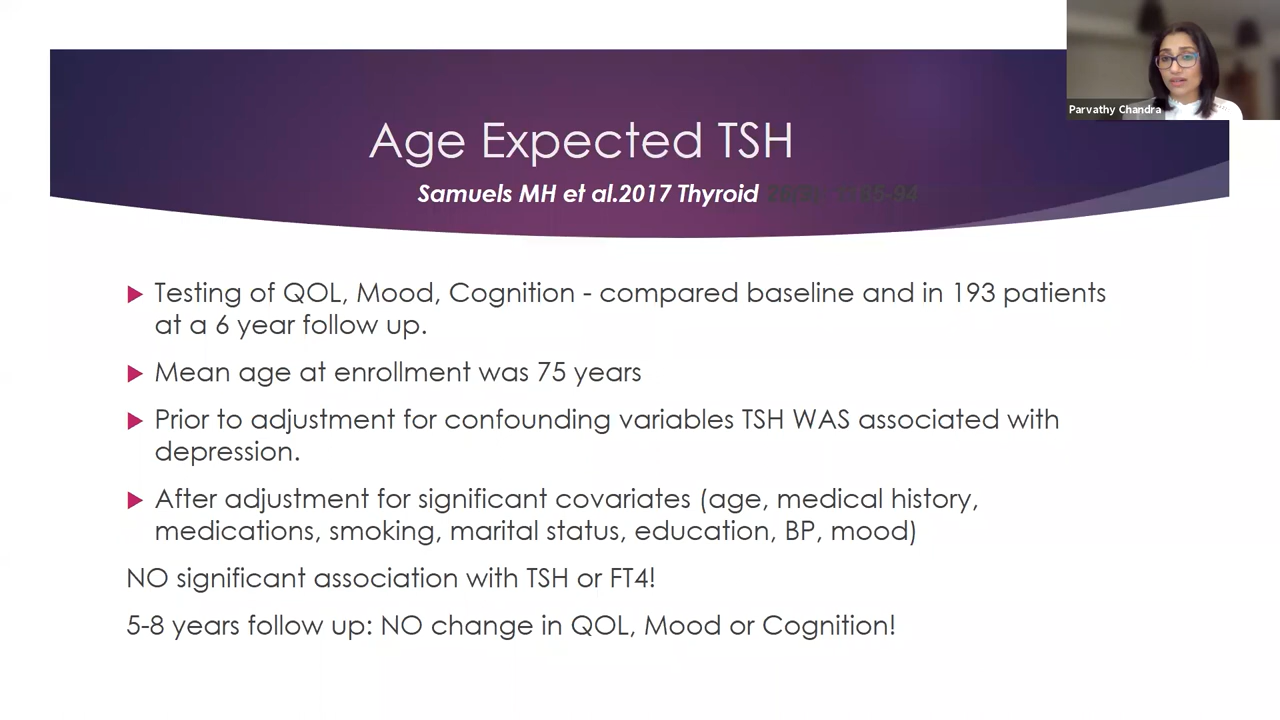 Parvathy Chandra
Age Expected TSH
Samuels MH et al.2017 Thyroid
Testing of QOL, Mood, Cognition - compared baseline and in 193 patients
at a 6 year follow up.
Mean age at enrollment was 75 years
Prior to adjustment for confounding variables TSH WAS associated with
depression.
After adjustment for significant covariates (age, medical history,
medications, smoking, marital status, education, BP, mood)
NO significant association with TSH or FT4!
5-8 years follow up: NO change in QOL, Mood or Cognition!